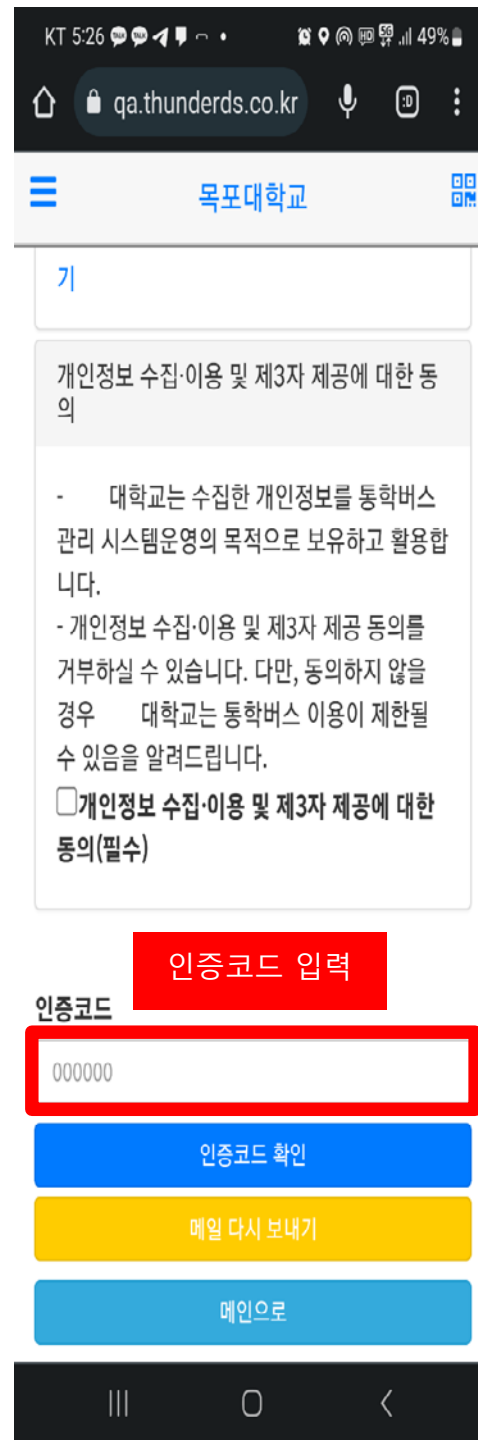 KT 5:26
49%
qa.thunderds.co.kr
목포대학교
기
개인정보 수집·이용 및 제3자 제공에 대한 동
의
- 대학교는 수집한 개인정보를 통학버스
관리 시스템운영의 목적으로 보유하고 활용합
니다.
- 개인정보 수집·이용 및 제3자 제공 동의를
거부하실 수 있습니다. 다만, 동의하지 않을
경우 대학교는 통학버스 이용이 제한될
수 있음을 알려드립니다.
개인정보 수집·이용 및 제3자 제공에 대한
동의(필수)
인증코드 입력
인증코드
000000
인증코드 확인
메일 다시 보내기
메인으로